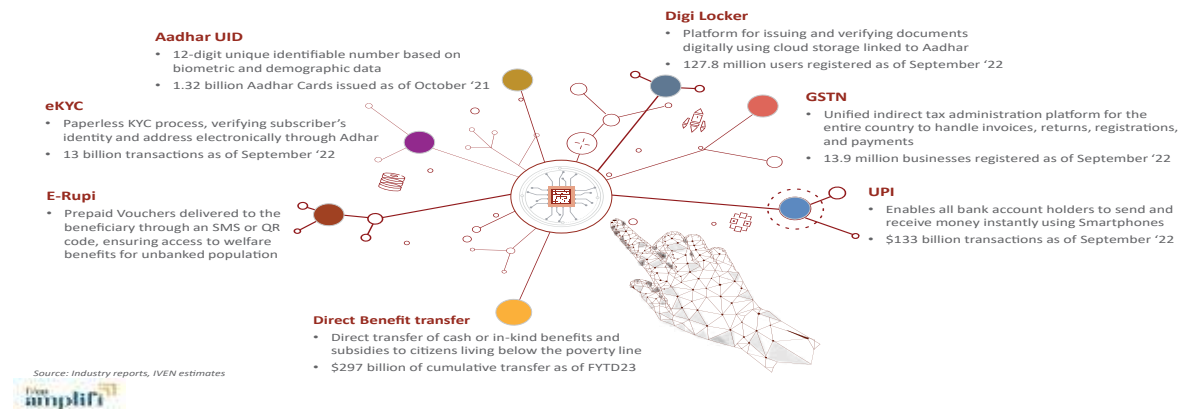 Aadhar UID
• 12-digit unique identifiable number based on
biometric and demographic data
• 1.32 billion Aadhar Cards issued as of October ‘21
eKYC
• Paperless KYC process, verifying subscriber’s
identity and address electronically through Adhar
• 13 billion transactions as of September ‘22
E-Rupi
• Prepaid Vouchers delivered to the
beneficiary through an SMS or QR
code, ensuring access to welfare
benefits for unbanked population
Direct Benefit transfer
• Direct transfer of cash or in-kind benefits and
subsidies to citizens living below the poverty line
• $297 billion of cumulative transfer as of FYTD23
Digi Locker
• Platform for issuing and verifying documents
digitally using cloud storage linked to Aadhar
• 127.8 million users registered as of September ‘22
GSTN
• Unified indirect tax administration platform for the
entire country to handle invoices, returns, registrations,
and payments
• 13.9 million businesses registered as of September ‘22
UPI
• Enables all bank account holders to send and
receive money instantly using Smartphones
• $133 billion transactions as of September ‘22
Source: Industry reports, IVEN estimates
amplifi